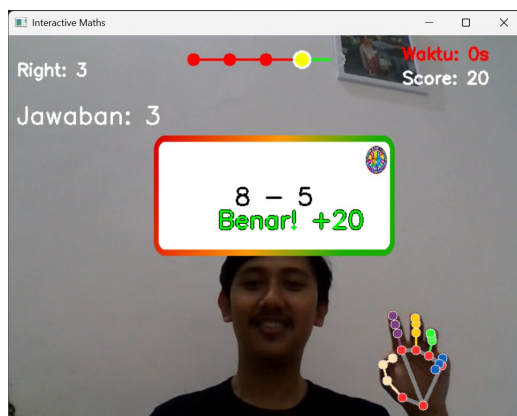 Interactive Maths
Waktu: 0s
Right: 3
Score: 20
Jawaban: 3
8 - 5
Benar! +20